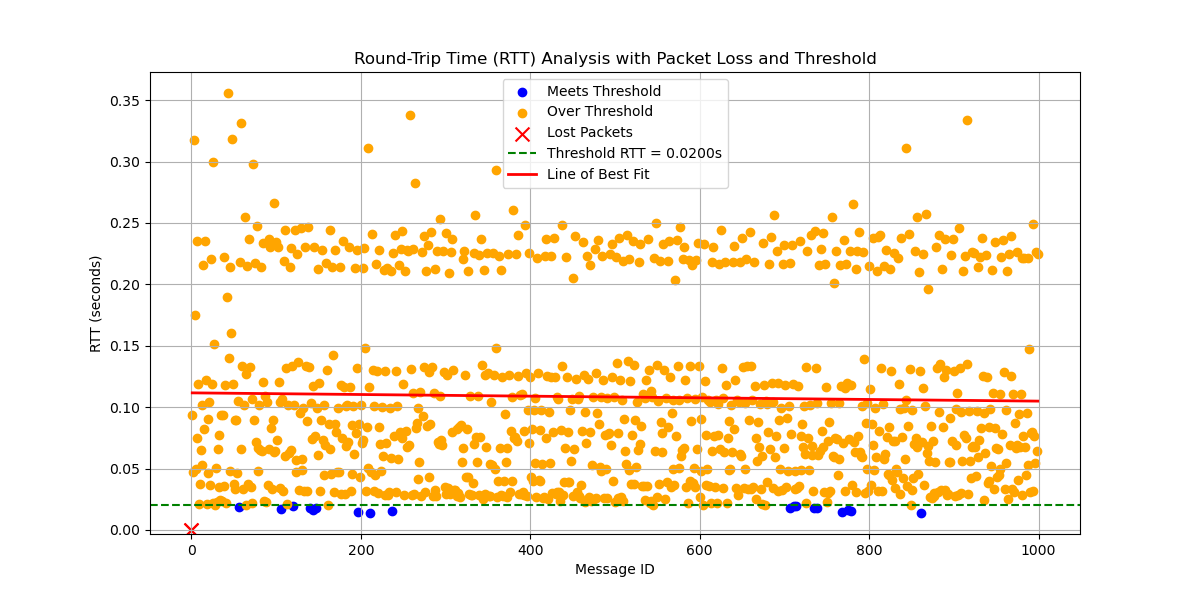 Round-Trip Time (RTT) Analysis with Packet Loss and Threshold
Meets Threshold
Over Threshold
Lost Packets
Threshold RTT = 0.0200s
Line of Best Fit
RTT (seconds)
0.35
0.30
0.25
0.20
0.15
0.10
0.05
0.00
0 200 400 600 800 1000
Message ID